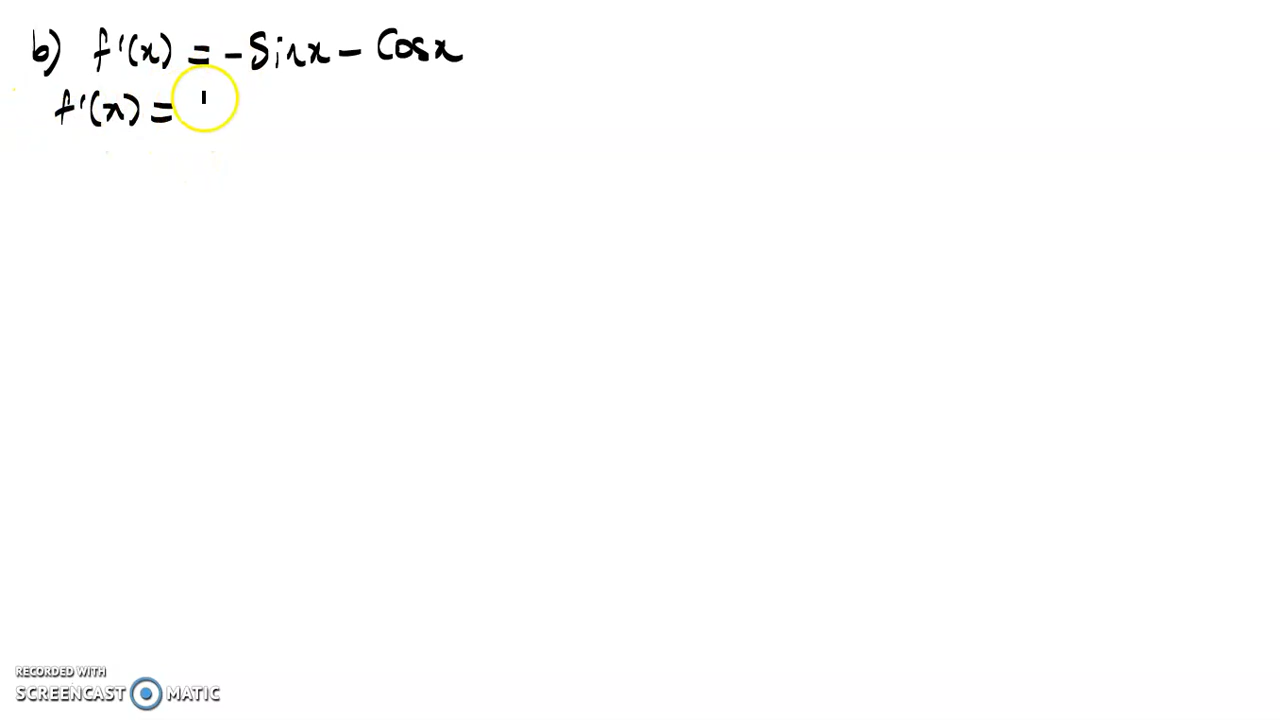 b) f'(x) = -Sinx - Cosx
f'(x) =
RECORDED WITH
SCREENCAST MATIC